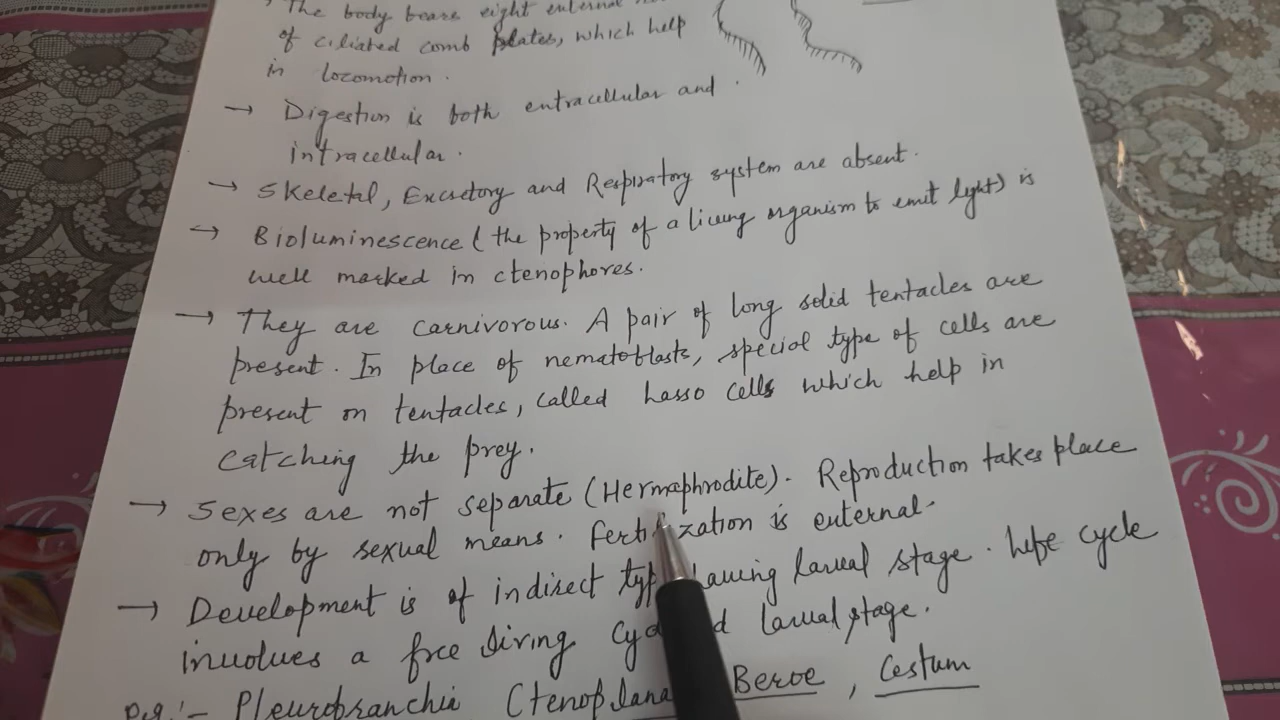 The body bears eight external
of ciliated comb plates, which help
in locomotion.
→ Digestion is both extracellular and
intracellular.
→ Skeletal, Excretory and Respiratory system are absent.
→ Bioluminescence (the property of a living organism to emit light) is
well marked in ctenophores.
→ They are carnivorous. A pair of long solid tentacles are
present. In place of nematoblasts, special type of cells are
present on tentacles, called Lasso cells which help in
catching the prey.
→ Sexes are not separate (Hermaphrodite). Reproduction takes place
only by sexual means. Fertilization is external.
→ Development is of indirect type having larval stage. Life cycle
involves a free living larval stage.
Pleurobranchia Ctenoplana Beroe, Cestum